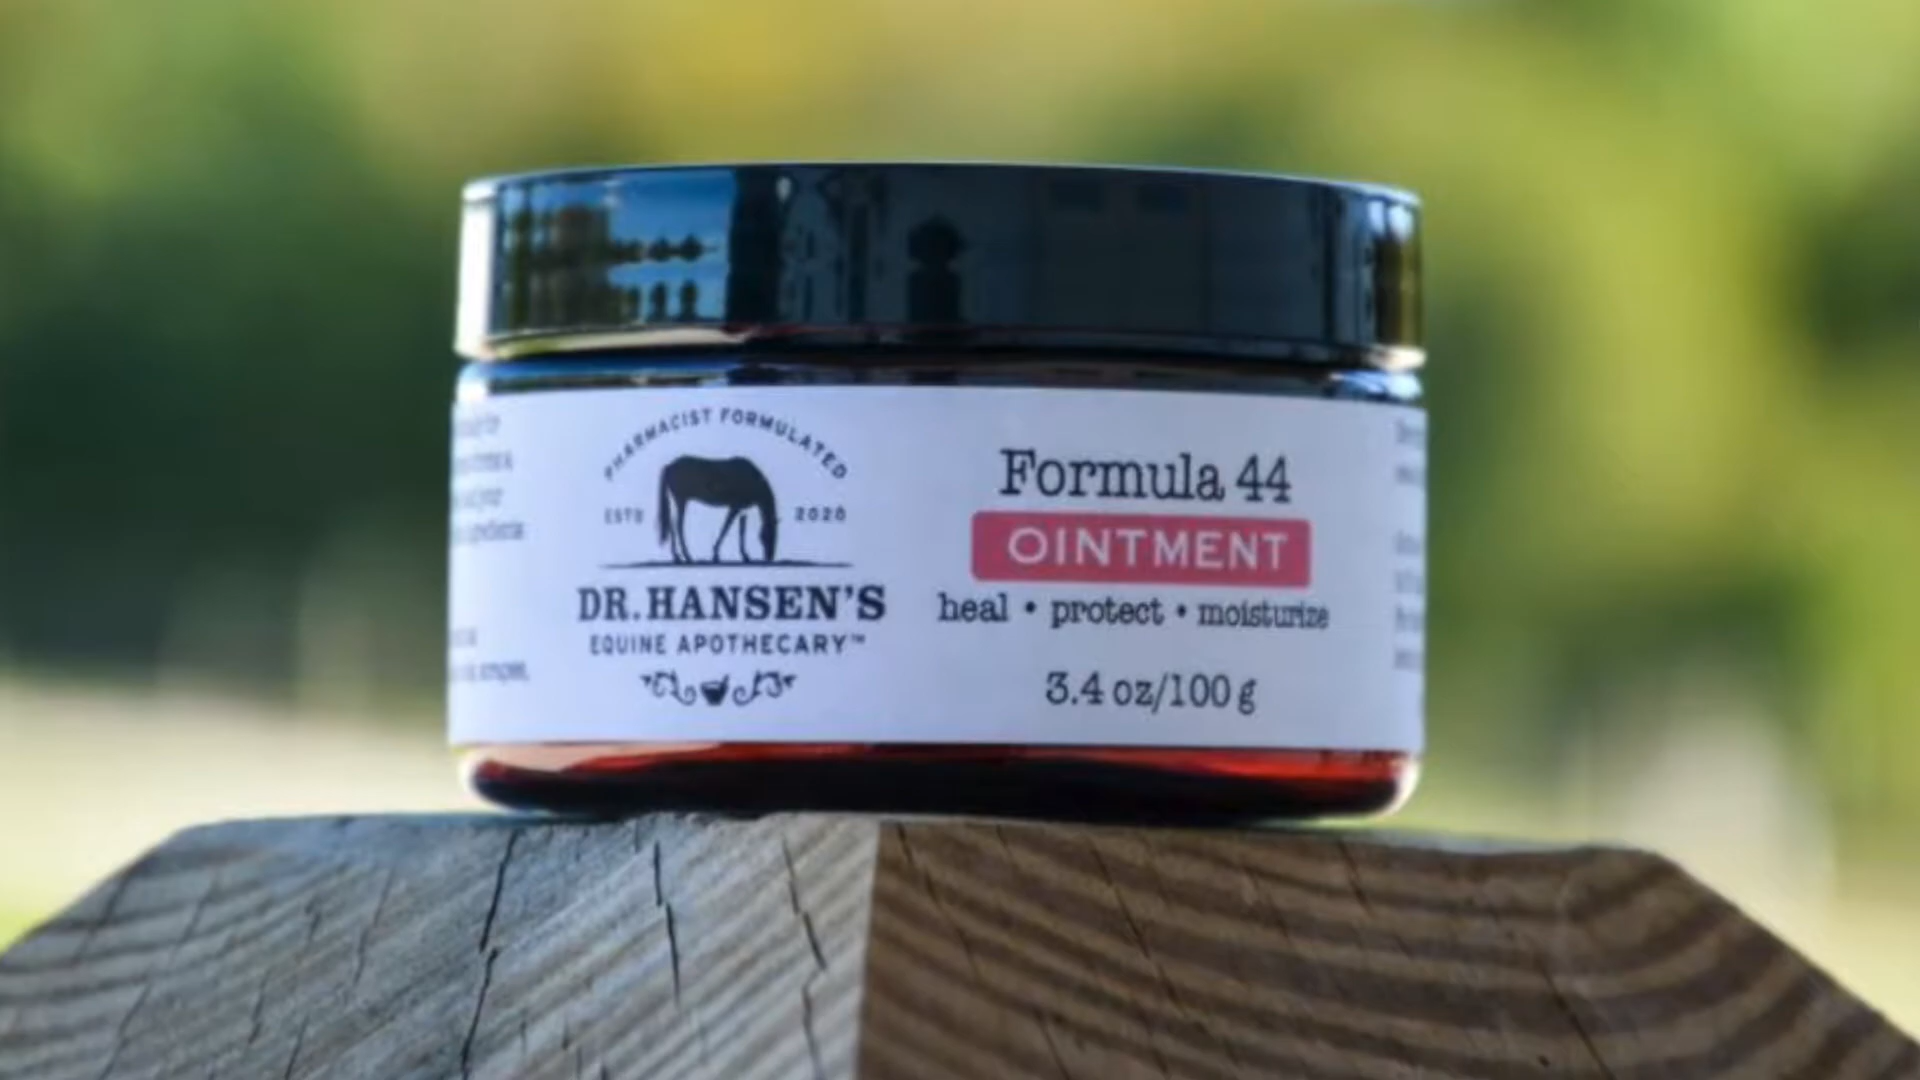 PHARMACIST FORMULATED
ESTD 2020
DR. HANSEN'S
EQUINE APOTHECARY™
Formula 44
OINTMENT
heal • protect • moisturize
3.4 oz/100 g